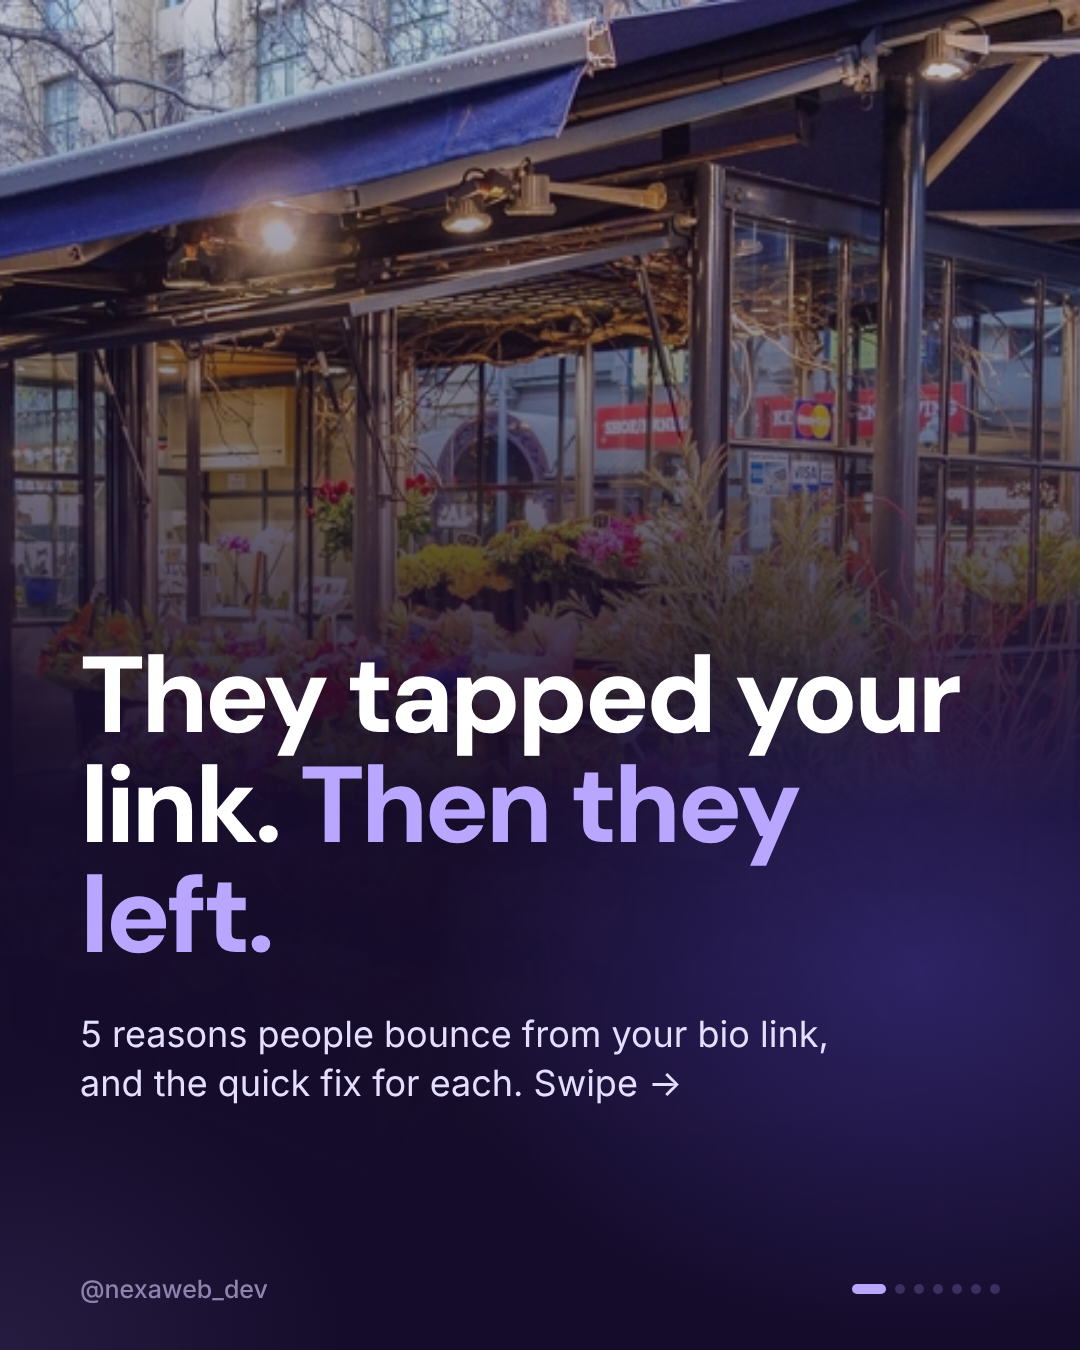 VISA
They tapped your
link. Then they
left.
5 reasons people bounce from your bio link,
and the quick fix for each. Swipe →
@nexaweb_dev